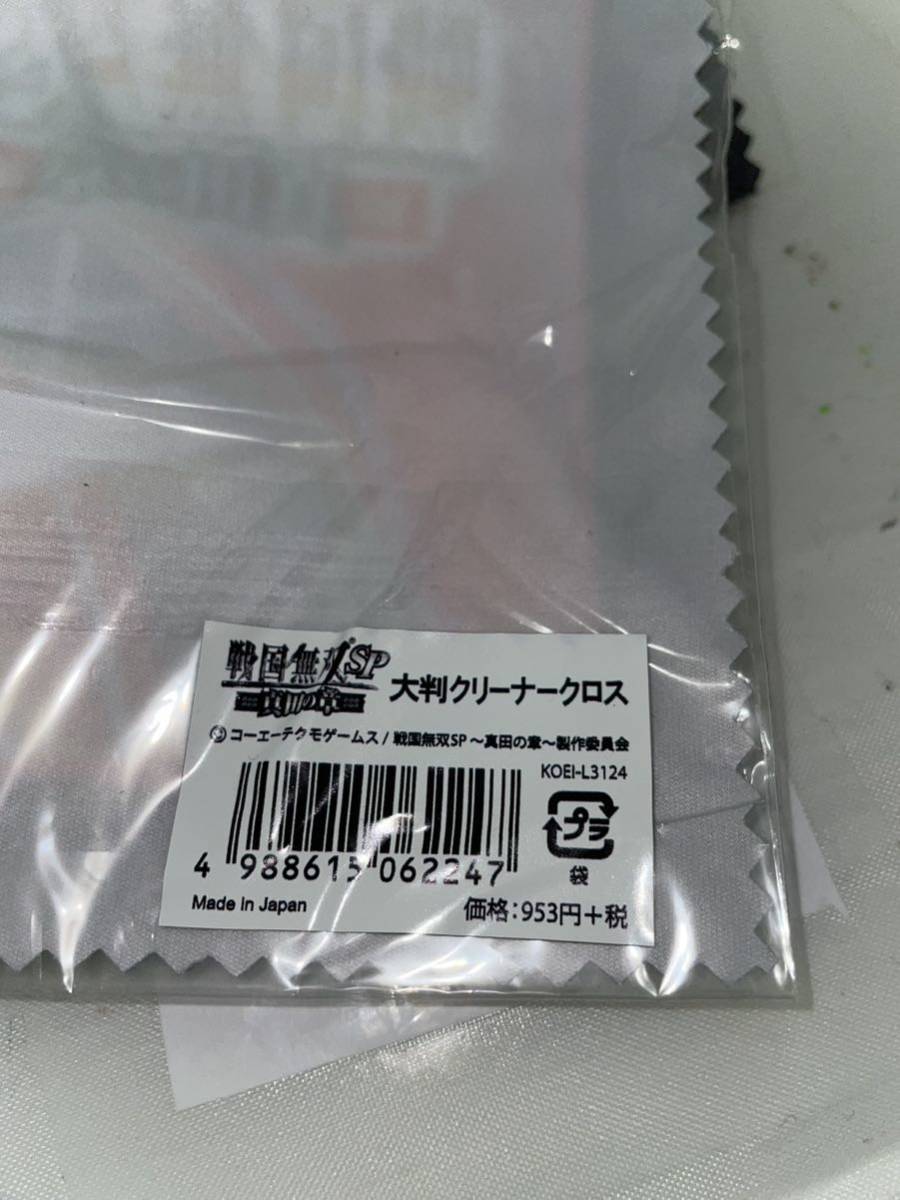 戦国無双SP
真田の章
大判クリーナークロス
©コーエーテクモゲームス / 戦国無双SP ～真田の章～製作委員会
KOEI-L3124
プラ
袋
4 988615 062247
Made in Japan
価格：953円＋税